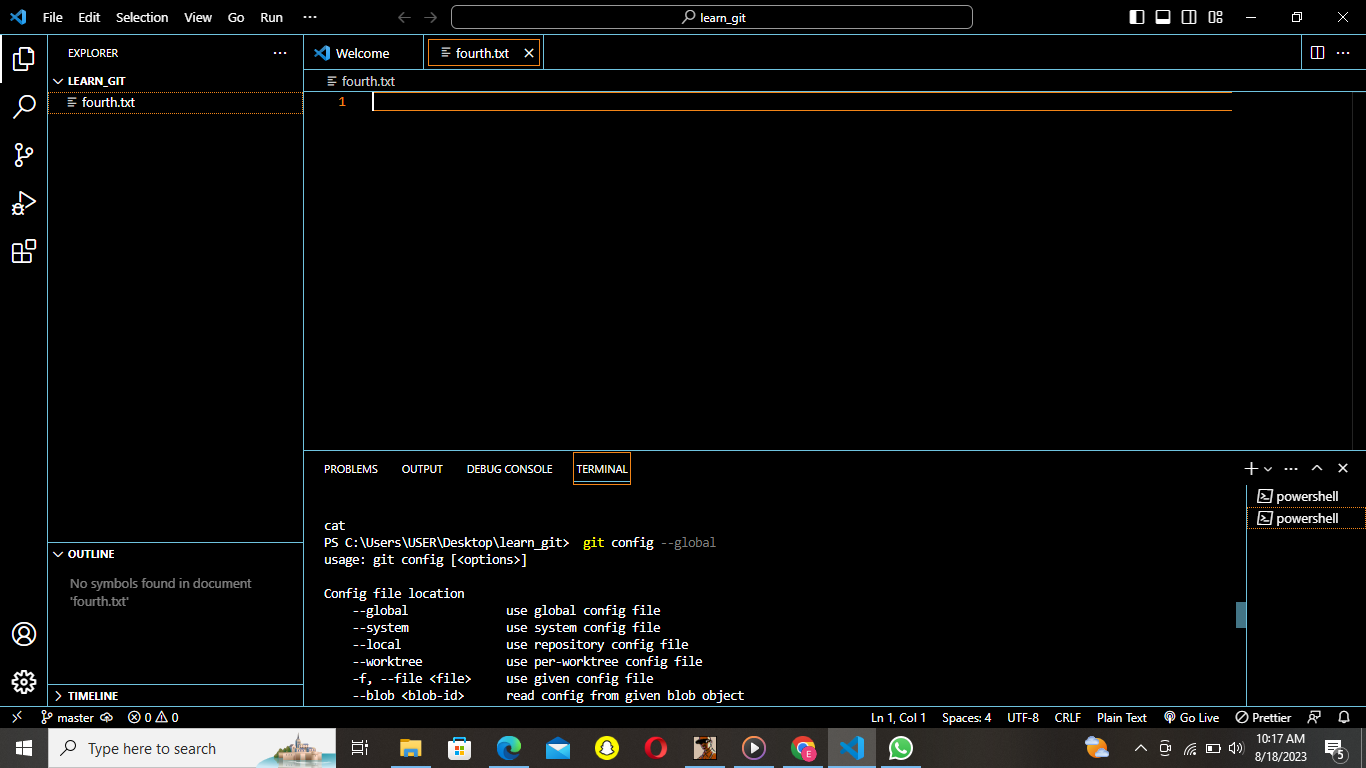 File Edit Selection View Go Run ···
learn_git
EXPLORER ···
LEARN_GIT
fourth.txt
Welcome
fourth.txt
fourth.txt
1
OUTLINE
No symbols found in document
'fourth.txt'
TIMELINE
PROBLEMS OUTPUT DEBUG CONSOLE TERMINAL
cat
PS C:\Users\USER\Desktop\learn_git>  git config --global
usage: git config [<options>]
Config file location
    --global              use global config file
    --system              use system config file
    --local               use repository config file
    --worktree            use per-worktree config file
    -f, --file <file>     use given config file
    --blob <blob-id>      read config from given blob object
powershell
powershell
master 0 0 Ln 1, Col 1 Spaces: 4 UTF-8 CRLF Plain Text Go Live Prettier
Type here to search
E
10:17 AM
8/18/2023
5